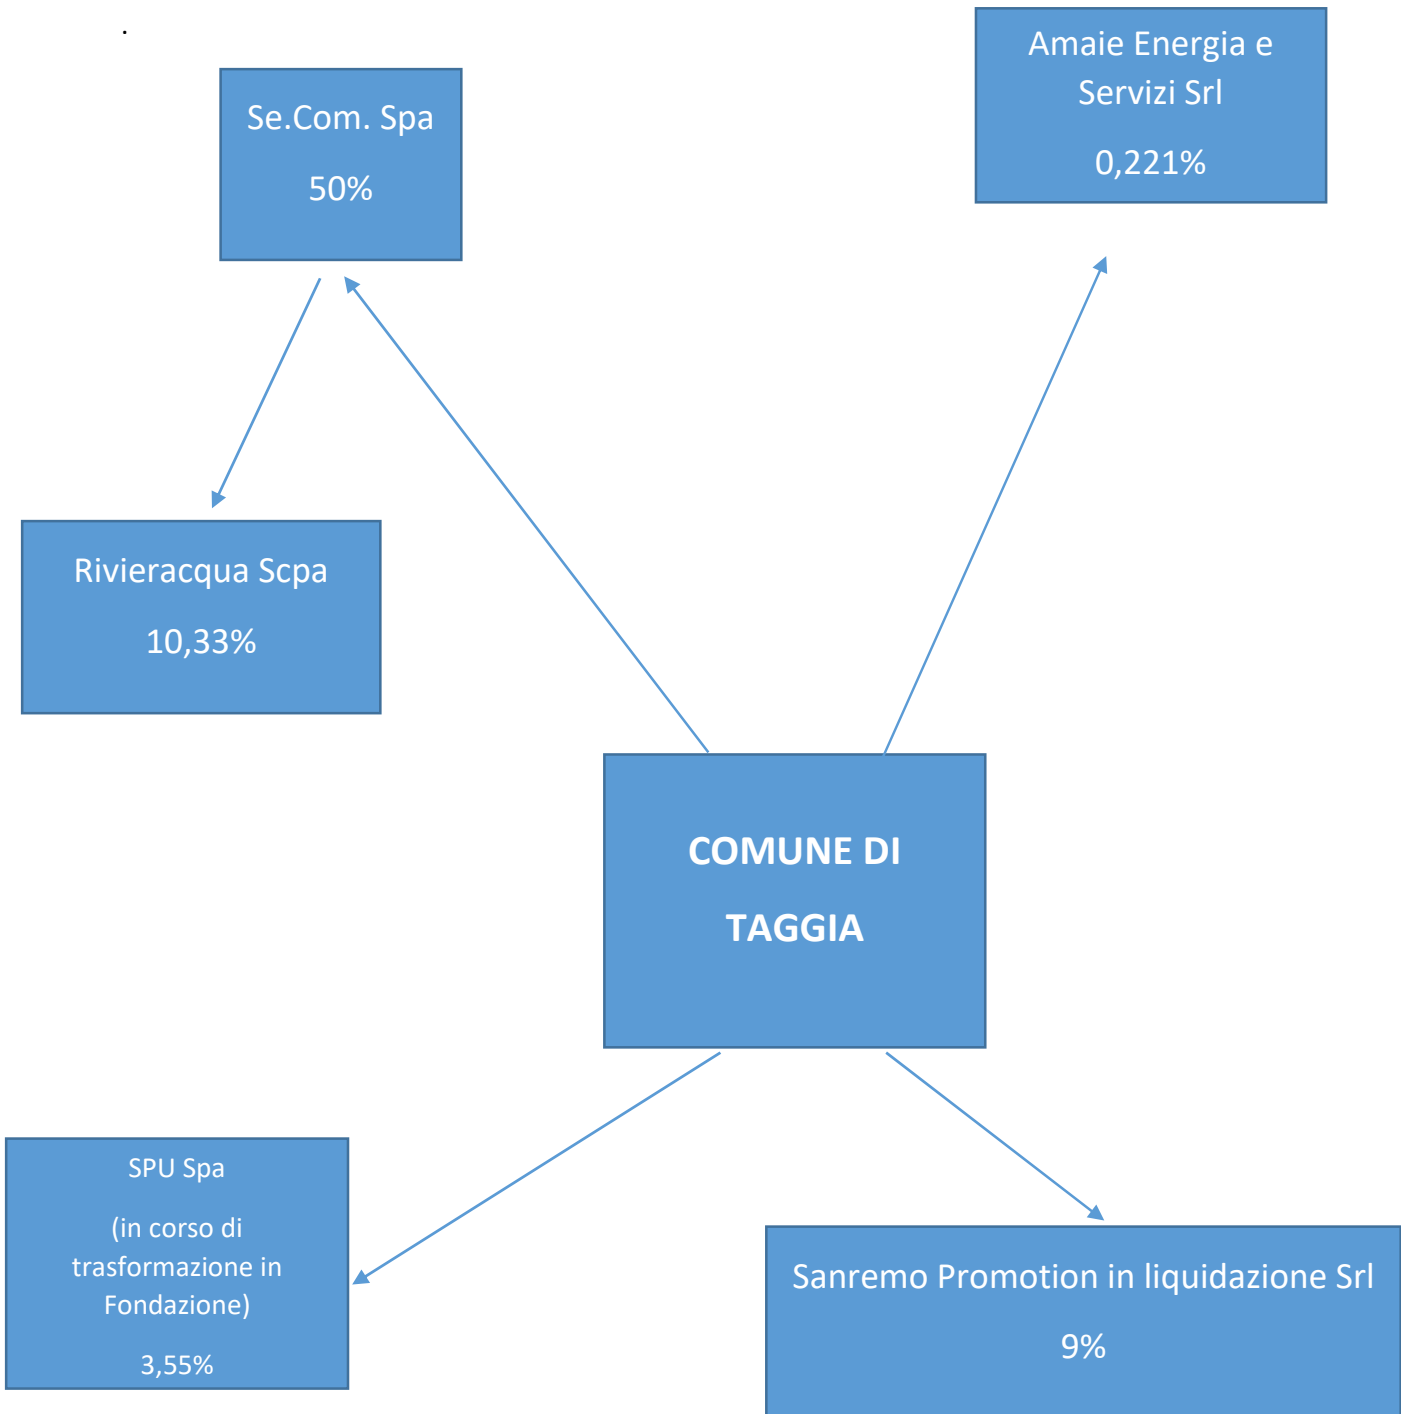 .
Amaie Energia e
Servizi Srl
0,221%
Se.Com. Spa
50%
Rivieracqua Scpa
10,33%
COMUNE DI
TAGGIA
SPU Spa
(in corso di
trasformazione in
Fondazione)
3,55%
Sanremo Promotion in liquidazione Srl
9%